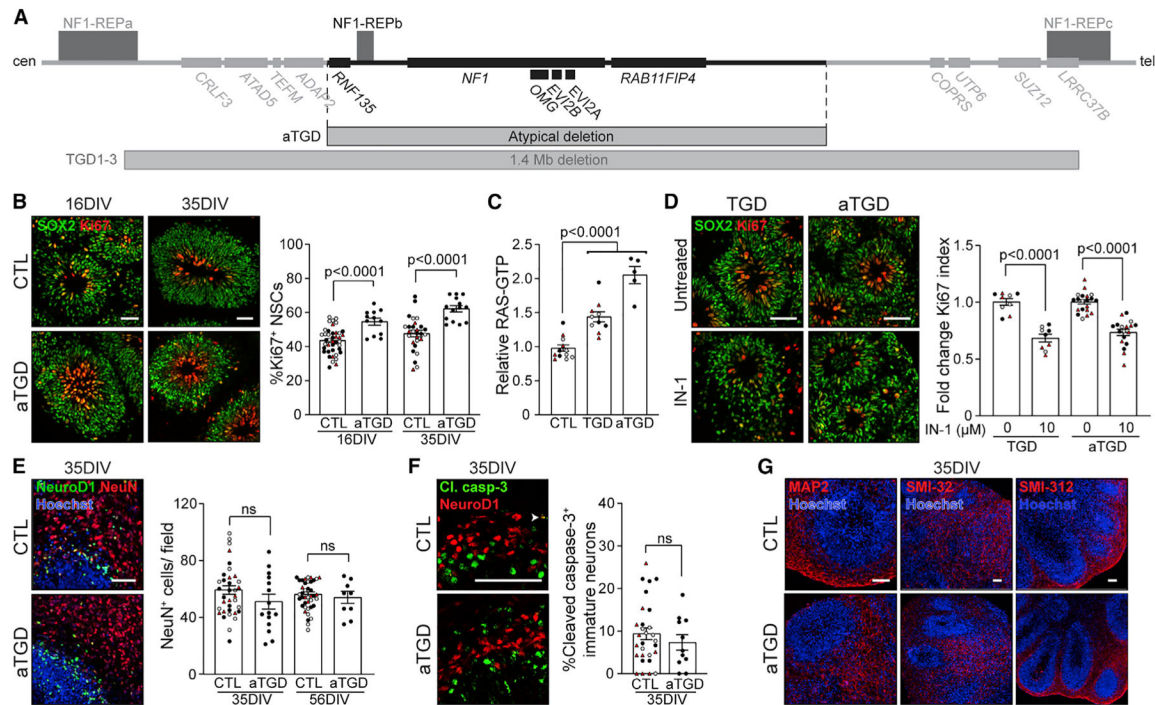 A
NF1-REPa
NF1-REPb
NF1-REPc
cen
tel
CRLF3
ATAD5
TEFM
ADAP2
RNF135
NF1
OMG
EVI2B
EVI2A
RAB11FIP4
COPRS
UTP6
SUZ12
LRRC37B
aTGD
Atypical deletion
TGD1-3
1.4 Mb deletion
B
16DIV
35DIV
SOX2 Ki67
CTL
aTGD
%Ki67+ NSCs
100
80
60
40
20
0
p<0.0001
p<0.0001
CTL aTGD CTL aTGD
16DIV 35DIV
C
Relative RAS-GTP
2.5
2.0
1.5
1.0
0
p<0.0001
CTL TGD aTGD
D
TGD
aTGD
SOX2 Ki67
Untreated
IN-1
Fold change Ki67 index
1.5
1.0
0.5
0
p<0.0001
p<0.0001
IN-1 (μM) 0 10 0 10
TGD aTGD
E
35DIV
NeuroD1 NeuN
Hoechst
CTL
aTGD
NeuN+ cells/ field
120
80
40
0
ns
ns
CTL aTGD CTL aTGD
35DIV 56DIV
F
35DIV
Cl. casp-3
NeuroD1
CTL
aTGD
%Cleaved caspase-3+
immature neurons
40
30
20
10
0
ns
CTL aTGD
35DIV
G
35DIV
MAP2
Hoechst
SMI-32
Hoechst
SMI-312
Hoechst
CTL
aTGD